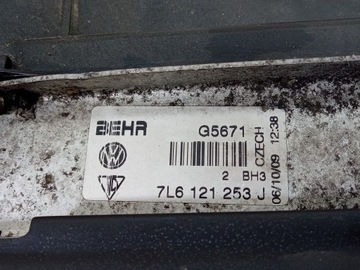 BEHR G5671
2 BH3
7L6 121 253 J
CZECH
06/10/09 12:38